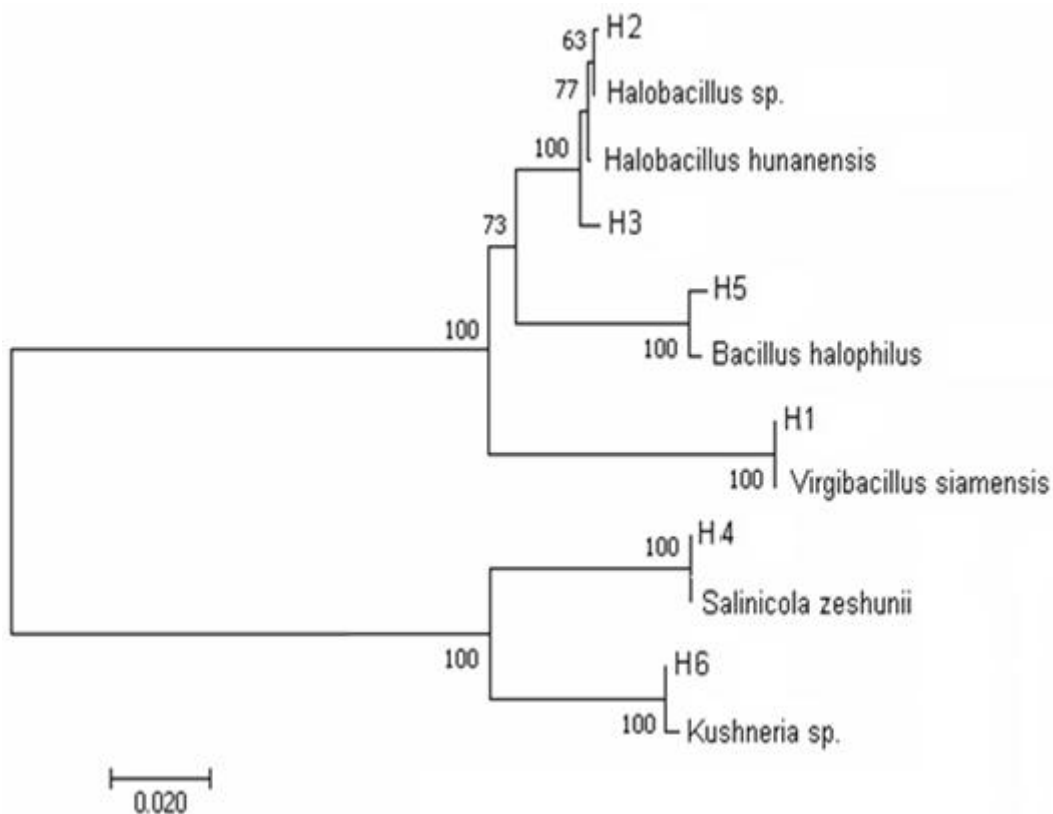 H2
63
Halobacillus sp.
77
100
Halobacillus hunanensis
H3
73
H5
100
Bacillus halophilus
100
H1
100
Virgibacillus siamensis
H4
100
Salinicola zeshunii
100
H6
100
Kushneria sp.
0.020